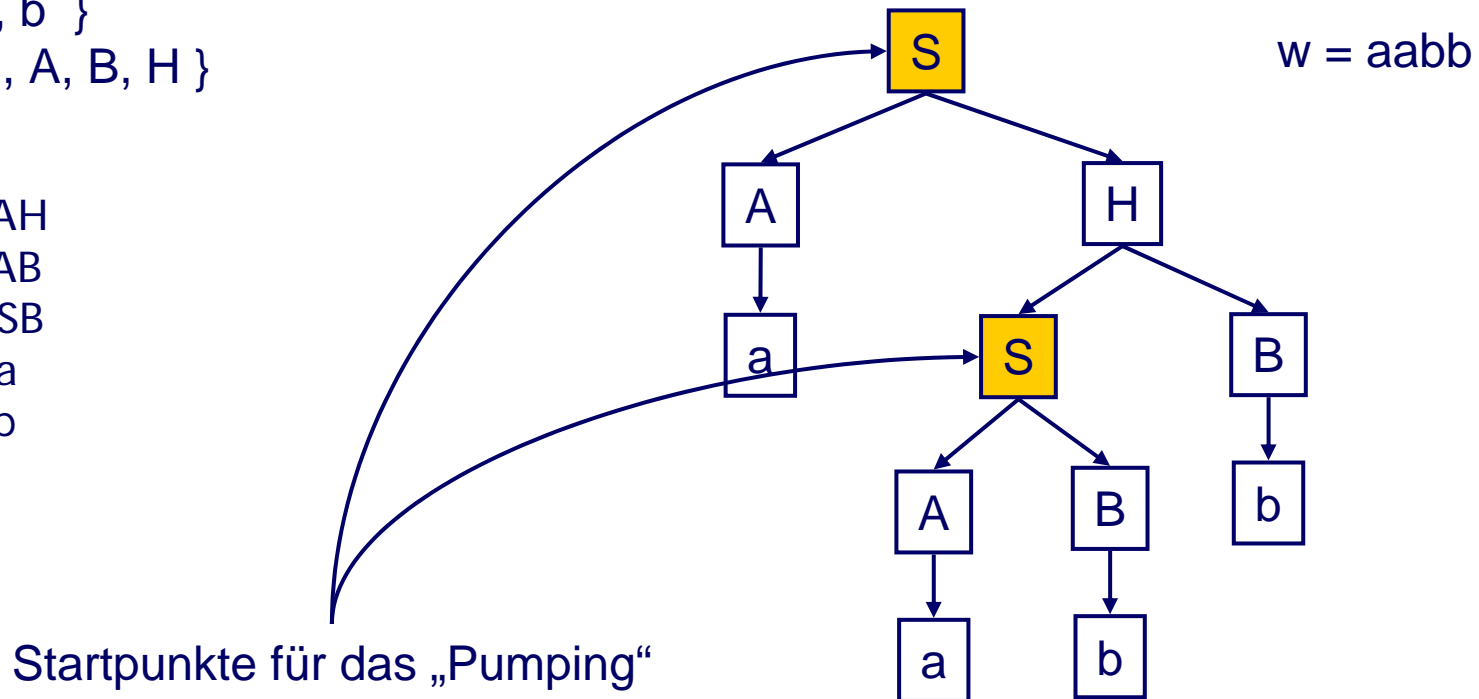 , b }
, A, B, H }
w = aabb
AH
AB
SB
a
b
S
A
H
a
S
B
A
B
b
a
b
Startpunkte für das „Pumping“